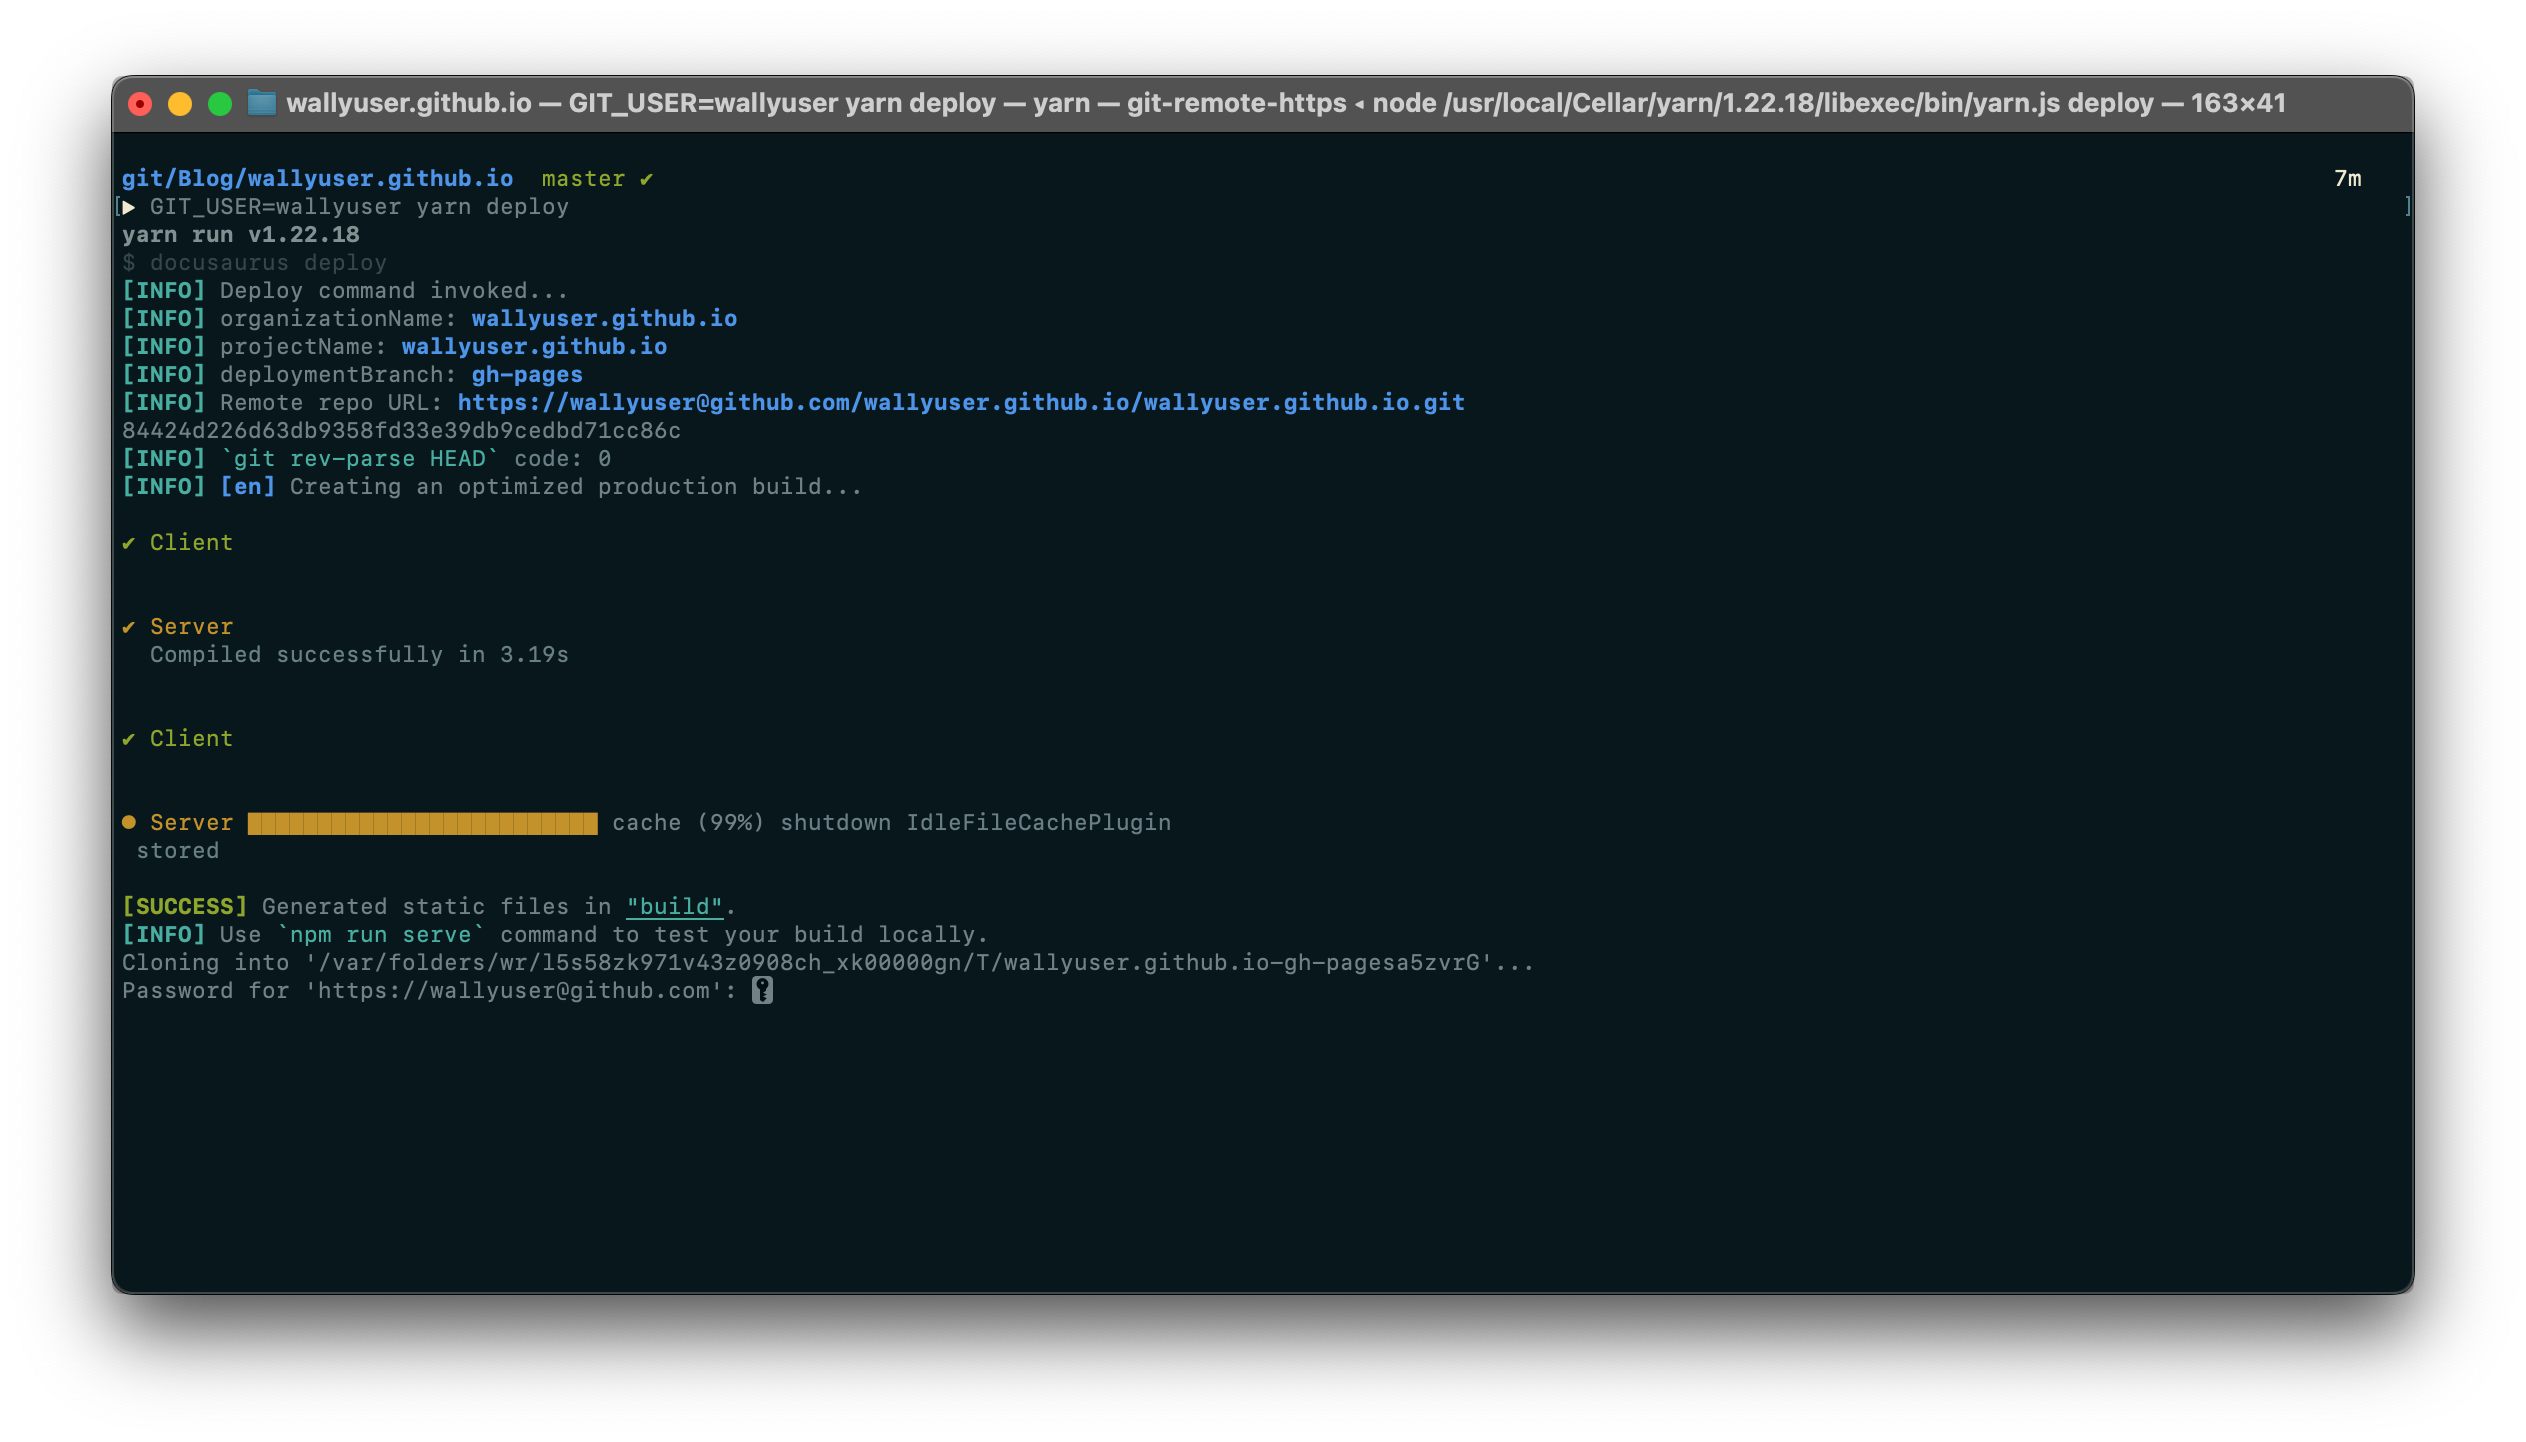 wallyuser.github.io — GIT_USER=wallyuser yarn deploy — yarn — git-remote-https ◂ node /usr/local/Cellar/yarn/1.22.18/libexec/bin/yarn.js deploy — 163×41
git/Blog/wallyuser.github.io  master ✔ 7m
[▶ GIT_USER=wallyuser yarn deploy ]
yarn run v1.22.18
$ docusaurus deploy
[INFO] Deploy command invoked...
[INFO] organizationName: wallyuser.github.io
[INFO] projectName: wallyuser.github.io
[INFO] deploymentBranch: gh-pages
[INFO] Remote repo URL: https://wallyuser@github.com/wallyuser.github.io/wallyuser.github.io.git
84424d226d63db9358fd33e39db9cedbd71cc86c
[INFO] `git rev-parse HEAD` code: 0
[INFO] [en] Creating an optimized production build...
✔ Client
✔ Server
Compiled successfully in 3.19s
✔ Client
● Server █████████████████████████ cache (99%) shutdown IdleFileCachePlugin
stored
[SUCCESS] Generated static files in "build".
[INFO] Use `npm run serve` command to test your build locally.
Cloning into '/var/folders/wr/l5s58zk971v43z0908ch_xk00000gn/T/wallyuser.github.io-gh-pagesa5zvrG'...
Password for 'https://wallyuser@github.com':